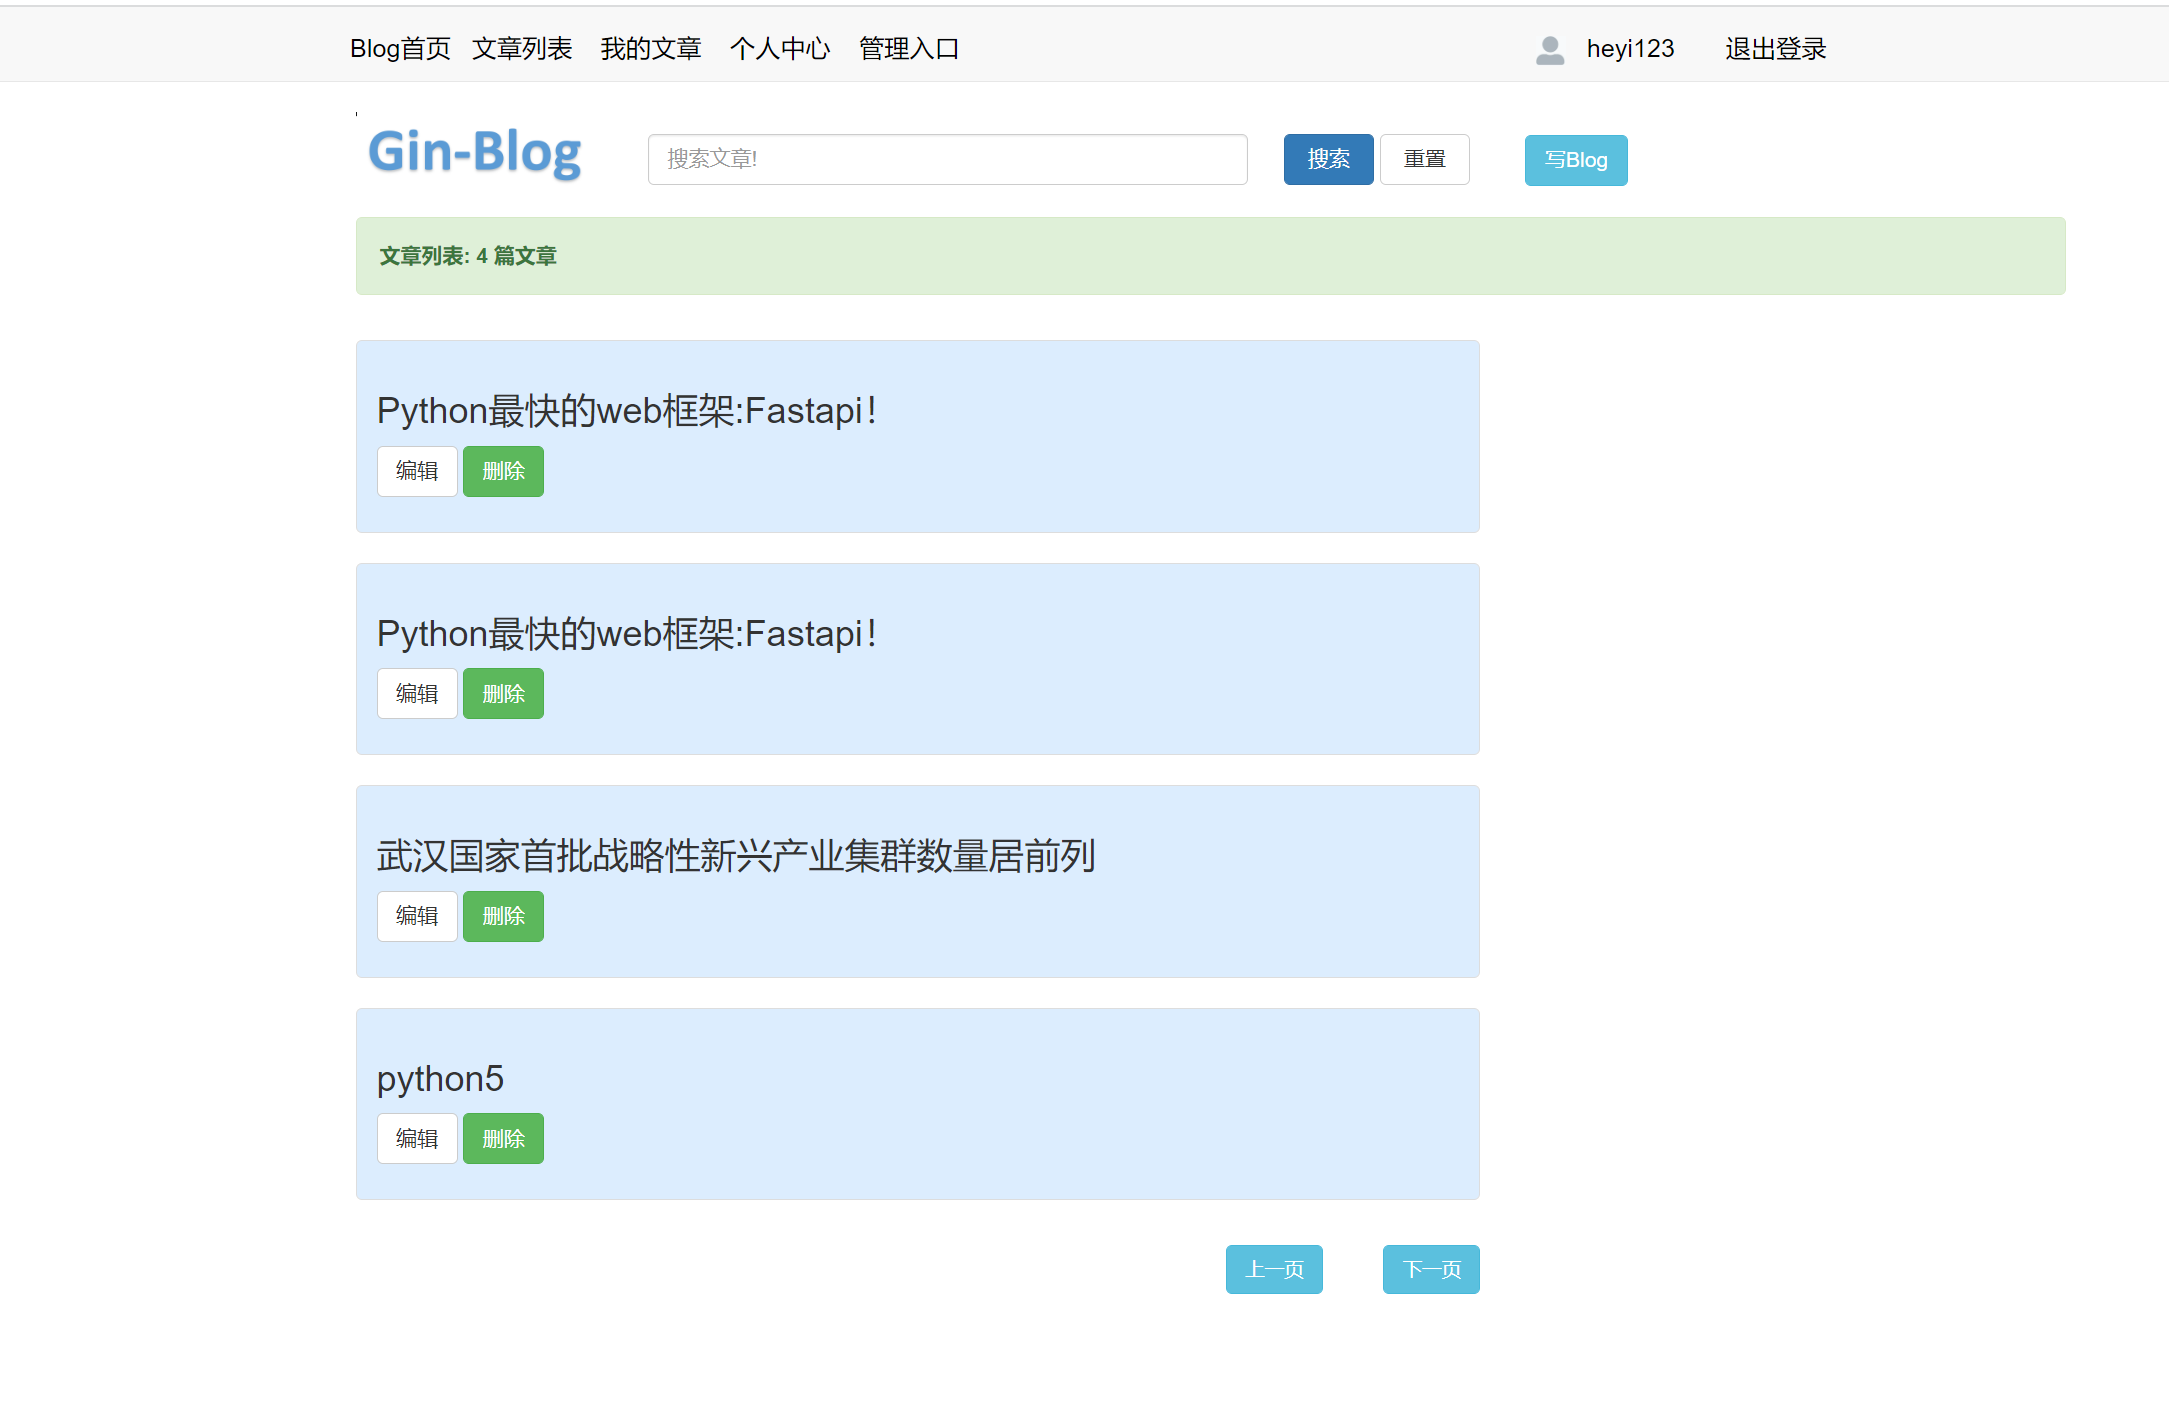 Blog首页 文章列表 我的文章 个人中心 管理入口 heyi123 退出登录
Gin-Blog 搜索文章! 搜索 重置 写Blog
文章列表: 4 篇文章
Python最快的web框架:Fastapi！
编辑 删除
Python最快的web框架:Fastapi！
编辑 删除
武汉国家首批战略性新兴产业集群数量居前列
编辑 删除
python5
编辑 删除
上一页 下一页